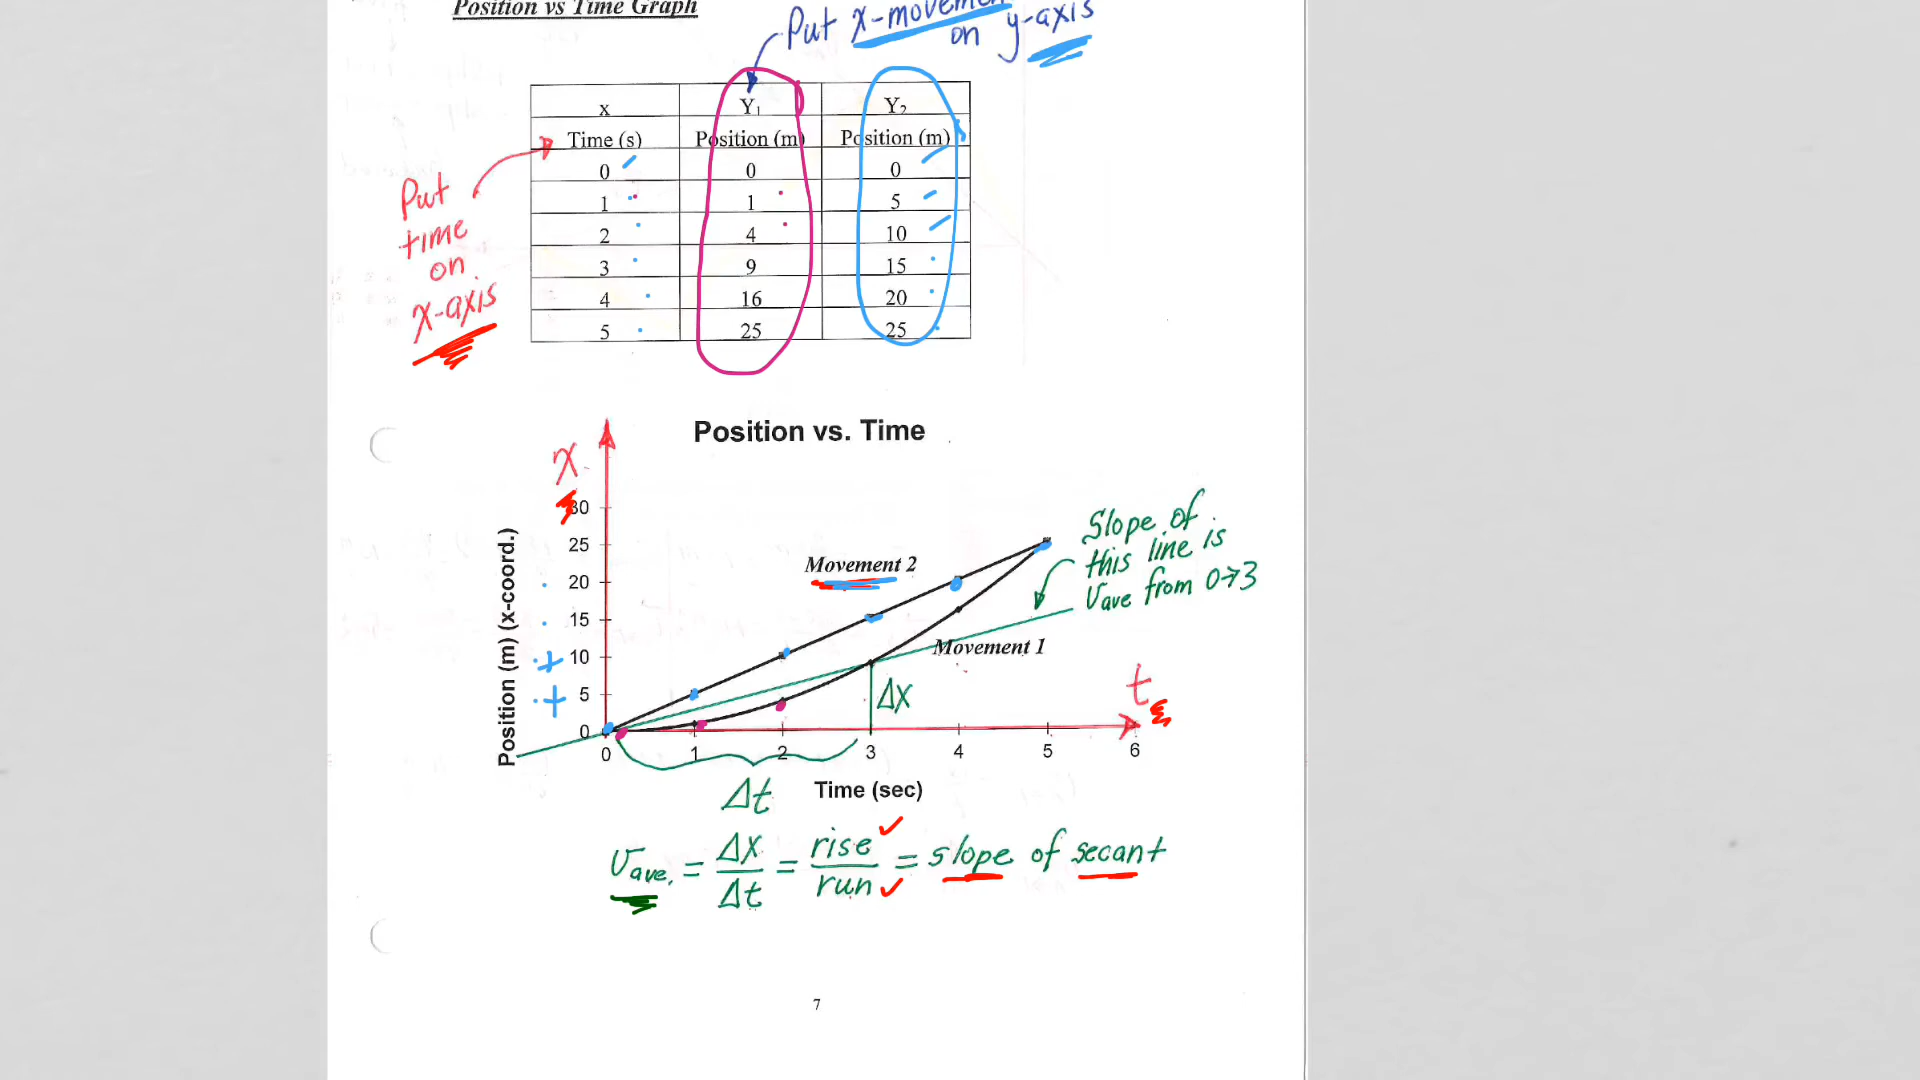 Position vs Time Graph
Put x-movemen
on y-axis
x Y₁ Y₂
Time (s) Position (m) Position (m)
0 0 0
1 1 5
2 4 10
3 9 15
4 16 20
5 25 25
Put
time
on
x-axis
Position vs. Time
x
30
25
20
15
10
5
0
Position (m) (x-coord.)
Movement 2
Movement 1
Slope of
this line is
Vave from 0→3
Δx
t
0 1 2 3 4 5 6
Δt
Time (sec)
Vave. = Δx/Δt = rise/run = slope of secant
7